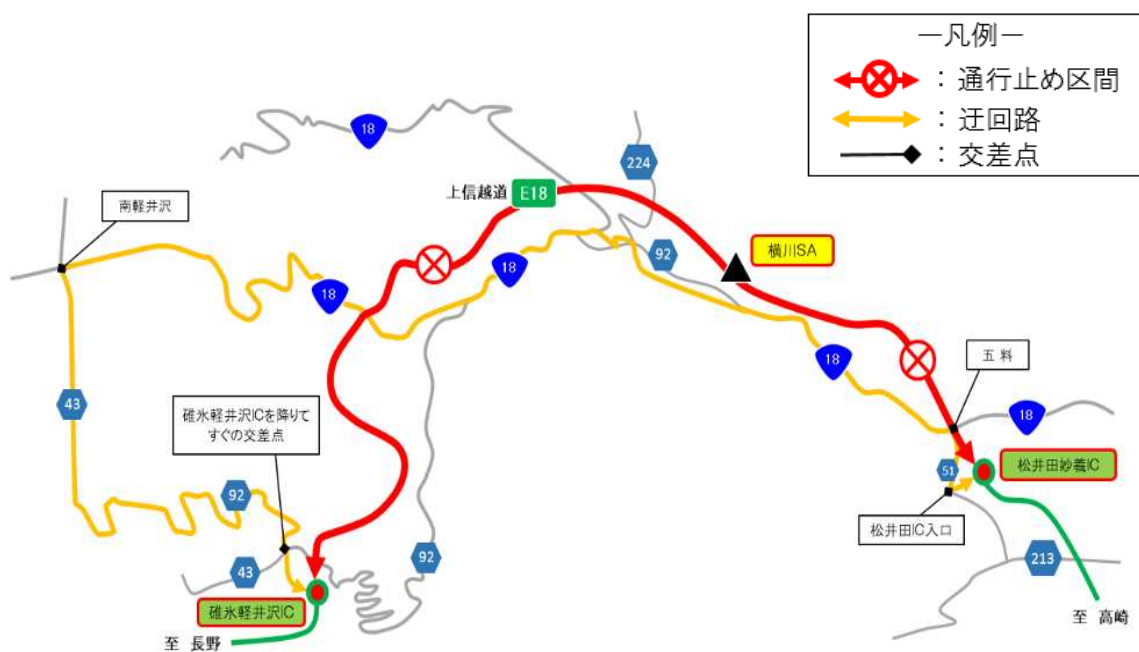 ―凡例―
：通行止め区間
：迂回路
：交差点
18
224
上信越道
E18
南軽井沢
横川SA
92
18
18
18
五料
43
18
碓氷軽井沢ICを降りて
すぐの交差点
松井田妙義IC
51
92
松井田IC入口
92
43
213
碓氷軽井沢IC
至 高崎
至 長野